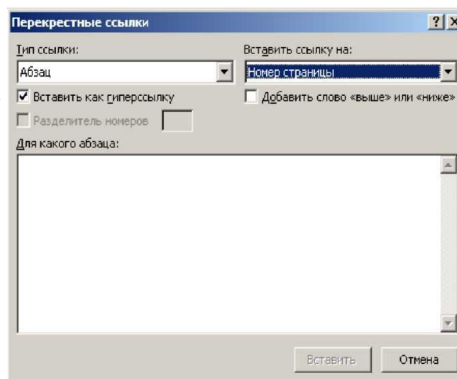 Перекрестные ссылки
Тип ссылки: Вставить ссылку на:
Абзац Номер страницы
Вставить как гиперссылку Добавить слово «выше» или «ниже»
Разделитель номеров
Для какого абзаца:
Вставить Отмена